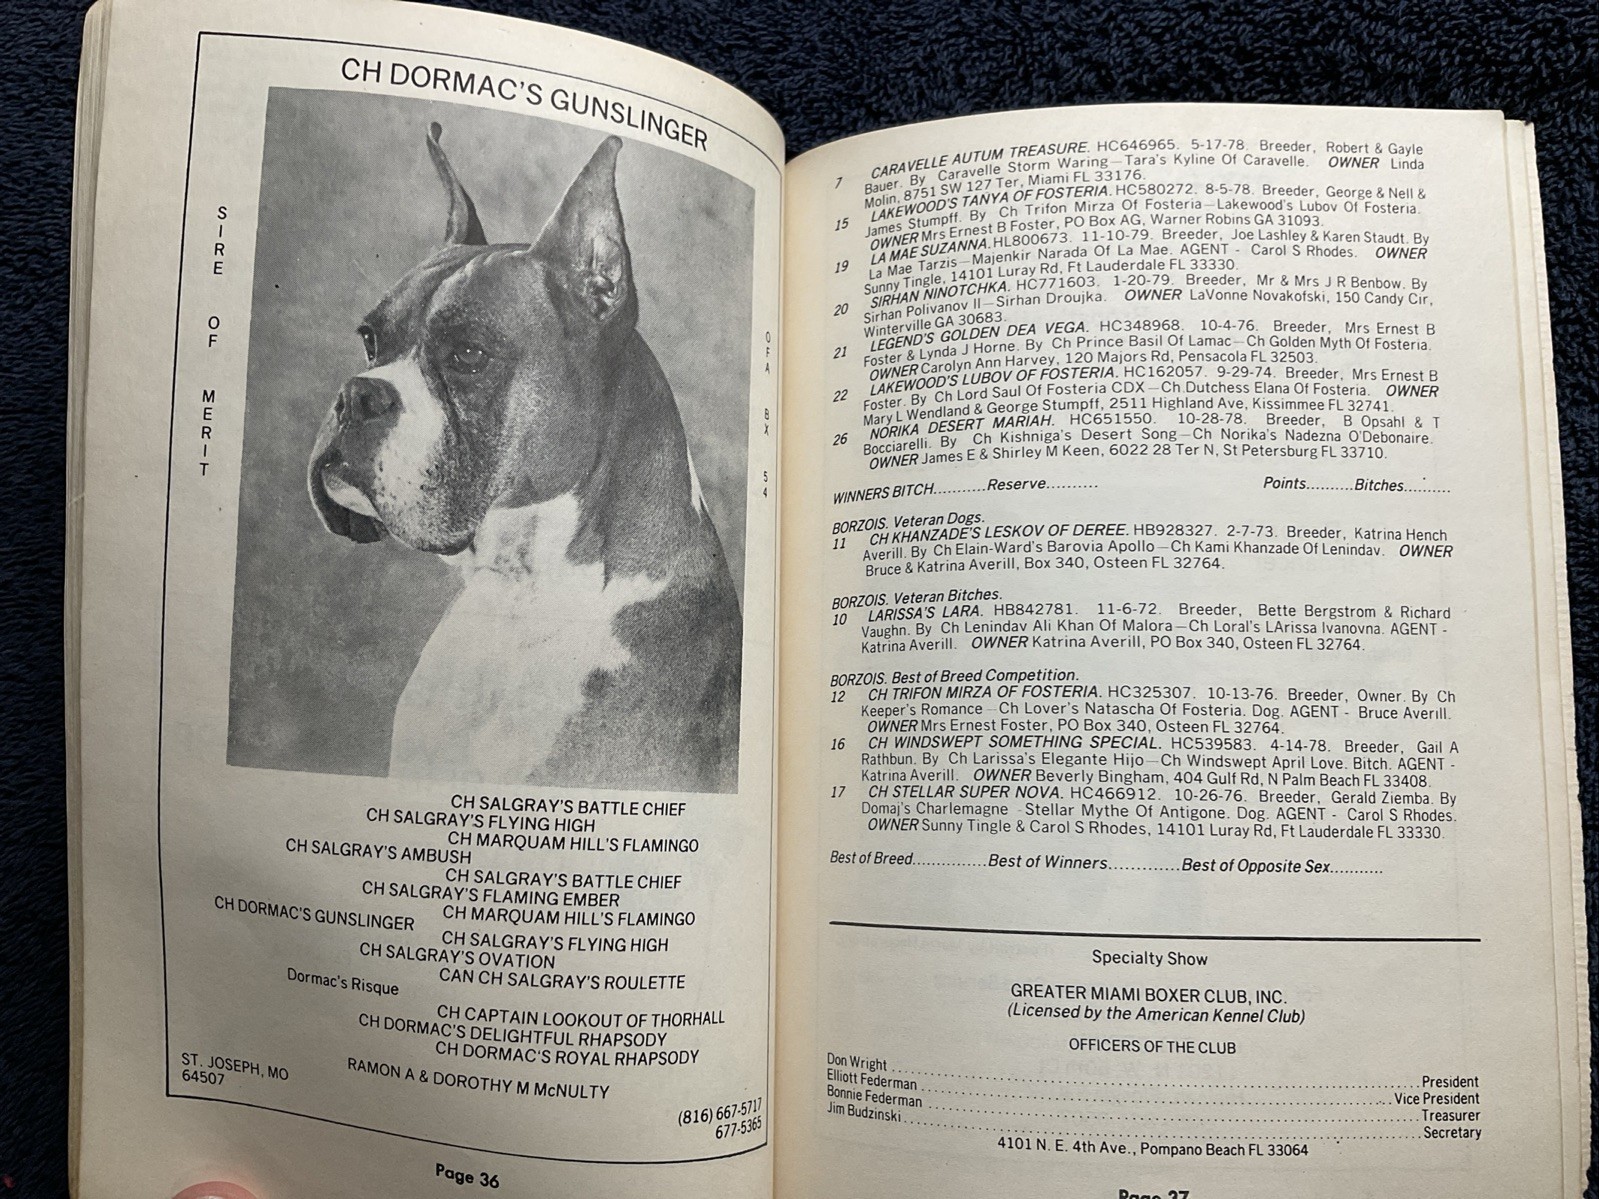 CH DORMAC'S GUNSLINGER
SIRE OF MERIT
OFA BX 54
CH SALGRAY'S BATTLE CHIEF
CH SALGRAY'S FLYING HIGH
CH MARQUAM HILL'S FLAMINGO
CH SALGRAY'S AMBUSH
CH SALGRAY'S BATTLE CHIEF
CH SALGRAY'S FLAMING EMBER
CH MARQUAM HILL'S FLAMINGO
CH DORMAC'S GUNSLINGER
CH SALGRAY'S FLYING HIGH
CH SALGRAY'S OVATION
CAN CH SALGRAY'S ROULETTE
Dormac's Risque
CH CAPTAIN LOOKOUT OF THORHALL
CH DORMAC'S DELIGHTFUL RHAPSODY
CH DORMAC'S ROYAL RHAPSODY
ST. JOSEPH, MO
64507
RAMON A & DOROTHY M McNULTY
(816) 667-5717
677-5365
Page 36
7 CARAVELLE AUTUM TREASURE. HC646965. 5-17-78. Breeder, Robert & Gayle
Bauer. By Caravelle Storm Waring—Tara's Kyline Of Caravelle. OWNER Linda
Molin, 8751 SW 127 Ter, Miami FL 33176.
15 LAKEWOOD'S TANYA OF FOSTERIA. HC580272. 8-5-78. Breeder, George & Nell &
James Stumpff. By Ch Trifon Mirza Of Fosteria—Lakewood's Lubov Of Fosteria.
OWNER Mrs Ernest B Foster, PO Box AG, Warner Robins GA 31093.
19 LA MAE SUZANNA. HL800673. 11-10-79. Breeder, Joe Lashley & Karen Staudt. By
La Mae Tarzis—Majenkir Narada Of La Mae. AGENT - Carol S Rhodes. OWNER
Sunny Tingle, 14101 Luray Rd, Ft Lauderdale FL 33330.
20 SIRHAN NINOTCHKA. HC771603. 1-20-79. Breeder, Mr & Mrs J R Benbow. By
Sirhan Polivanov II—Sirhan Droujka. OWNER LaVonne Novakofski, 150 Candy Cir,
Winterville GA 30683.
21 LEGEND'S GOLDEN DEA VEGA. HC348968. 10-4-76. Breeder, Mrs Ernest B
Foster & Lynda J Horne. By Ch Prince Basil Of Lamac—Ch Golden Myth Of Fosteria.
OWNER Carolyn Ann Harvey, 120 Majors Rd, Pensacola FL 32503.
22 LAKEWOOD'S LUBOV OF FOSTERIA. HC162057. 9-29-74. Breeder, Mrs Ernest B
Foster. By Ch Lord Saul Of Fosteria CDX—Ch Dutchess Elana Of Fosteria. OWNER
Mary L Wendland & George Stumpff, 2511 Highland Ave, Kissimmee FL 32741.
26 NORIKA DESERT MARIAH. HC651550. 10-28-78. Breeder, B Opsahl & T
Bocciarelli. By Ch Kishniga's Desert Song—Ch Norika's Nadezna O'Debonaire.
OWNER James E & Shirley M Keen, 6022 28 Ter N, St Petersburg FL 33710.
WINNERS BITCH...........Reserve.......... Points..........Bitches..........
BORZOIS. Veteran Dogs.
11 CH KHANZADE'S LESKOV OF DEREE. HB928327. 2-7-73. Breeder, Katrina Hench
Averill. By Ch Elain-Ward's Barovia Apollo—Ch Kami Khanzade Of Lenindav. OWNER
Bruce & Katrina Averill, Box 340, Osteen FL 32764.
BORZOIS. Veteran Bitches.
10 LARISSA'S LARA. HB842781. 11-6-72. Breeder, Bette Bergstrom & Richard
Vaughn. By Ch Lenindav Ali Khan Of Malora—Ch Loral's LArissa Ivanovna. AGENT -
Katrina Averill. OWNER Katrina Averill, PO Box 340, Osteen FL 32764.
BORZOIS. Best of Breed Competition.
12 CH TRIFON MIRZA OF FOSTERIA. HC325307. 10-13-76. Breeder, Owner. By Ch
Keeper's Romance—Ch Lover's Natascha Of Fosteria. Dog. AGENT - Bruce Averill.
OWNER Mrs Ernest Foster, PO Box 340, Osteen FL 32764.
16 CH WINDSWEPT SOMETHING SPECIAL. HC539583. 4-14-78. Breeder, Gail A
Rathbun. By Ch Larissa's Elegante Hijo—Ch Windswept April Love. Bitch. AGENT -
Katrina Averill. OWNER Beverly Bingham, 404 Gulf Rd, N Palm Beach FL 33408.
17 CH STELLAR SUPER NOVA. HC466912. 10-26-76. Breeder, Gerald Ziemba. By
Domaj's Charlemagne—Stellar Mythe Of Antigone. Dog. AGENT - Carol S Rhodes.
OWNER Sunny Tingle & Carol S Rhodes, 14101 Luray Rd, Ft Lauderdale FL 33330.
Best of Breed...............Best of Winners...............Best of Opposite Sex...........
Specialty Show
GREATER MIAMI BOXER CLUB, INC.
(Licensed by the American Kennel Club)
OFFICERS OF THE CLUB
Don Wright........................President
Elliott Federman........................Vice President
Bonnie Federman........................Treasurer
Jim Budzinski........................Secretary
4101 N. E. 4th Ave., Pompano Beach FL 33064
Page 37